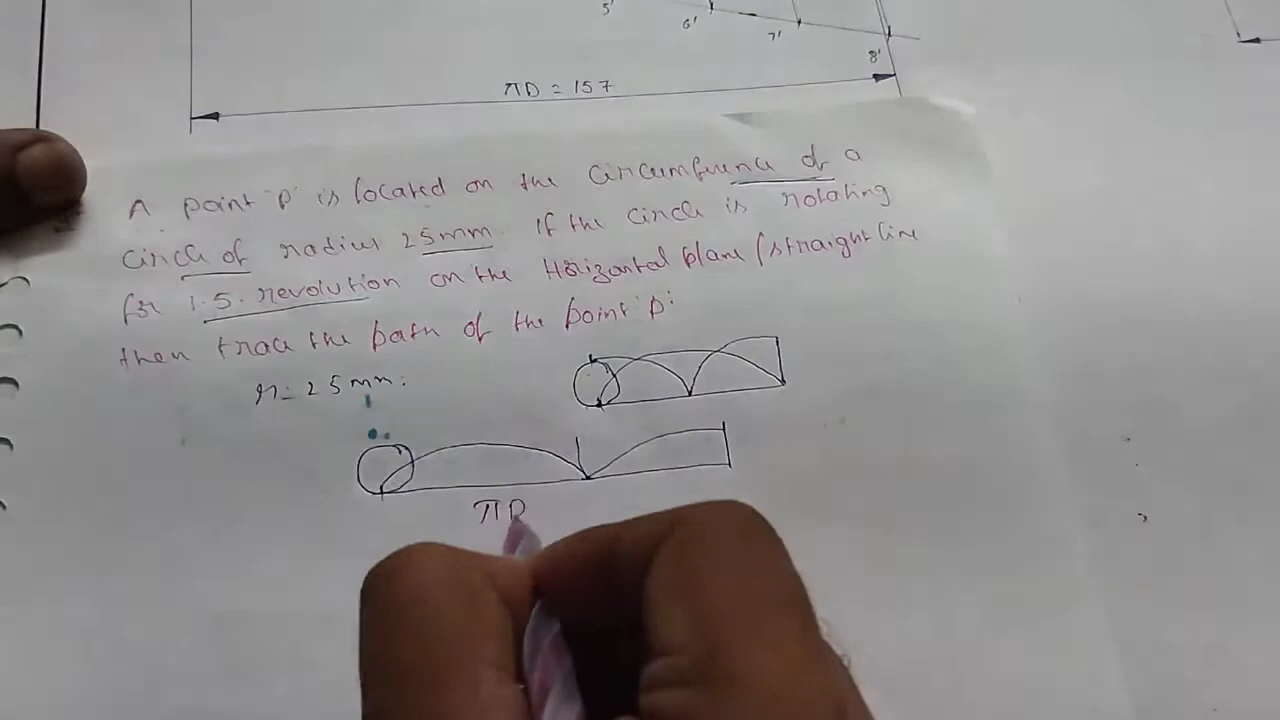 5'
6'
7'
8'
πD = 157
A point 'P' is located on the circumference of a
circle of radius 25mm. If the circle is rotating
for 1.5. revolution on the Horizontal plane / straight line
then trace the path of the point 'P'
r = 25mm.
πD